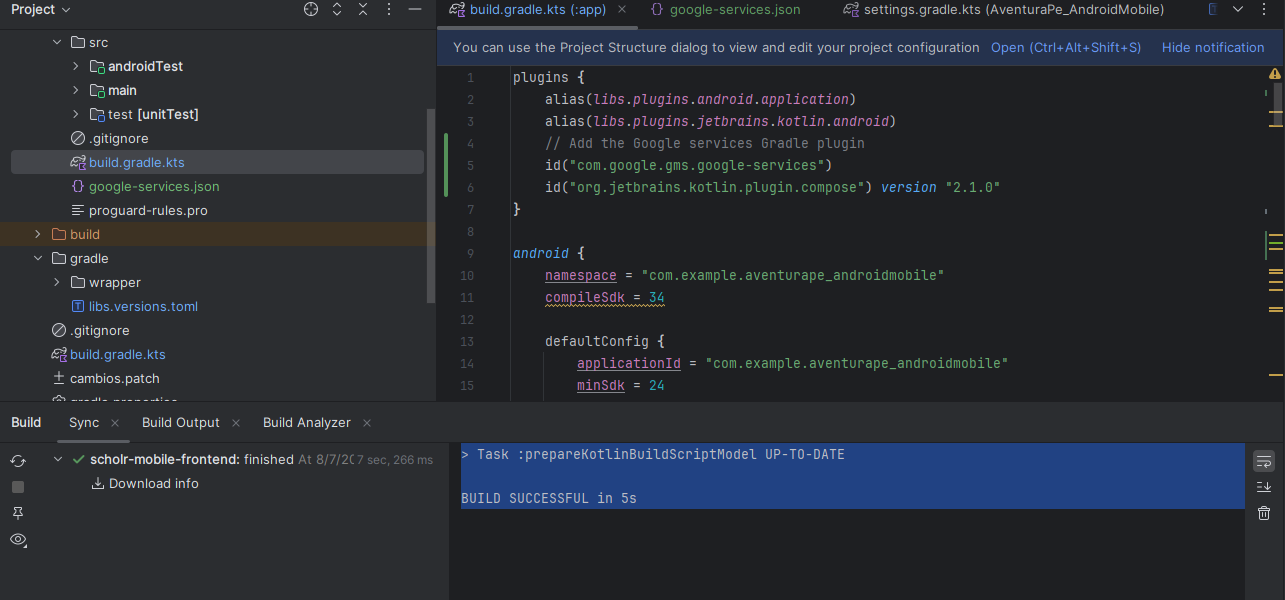 Project
src
androidTest
main
test [unitTest]
.gitignore
build.gradle.kts
google-services.json
proguard-rules.pro
build
gradle
wrapper
libs.versions.toml
.gitignore
build.gradle.kts
cambios.patch
gradle.properties
build.gradle.kts (:app)
google-services.json
settings.gradle.kts (AventuraPe_AndroidMobile)
You can use the Project Structure dialog to view and edit your project configuration Open (Ctrl+Alt+Shift+S) Hide notification
1 plugins {
2 alias(libs.plugins.android.application)
3 alias(libs.plugins.jetbrains.kotlin.android)
4 // Add the Google services Gradle plugin
5 id("com.google.gms.google-services")
6 id("org.jetbrains.kotlin.plugin.compose") version "2.1.0"
7 }
8
9 android {
10 namespace = "com.example.aventurape_androidmobile"
11 compileSdk = 34
12
13 defaultConfig {
14 applicationId = "com.example.aventurape_androidmobile"
15 minSdk = 24
Build Sync Build Output Build Analyzer
scholr-mobile-frontend: finished At 8/7/20 7 sec, 266 ms
Download info
> Task :prepareKotlinBuildScriptModel UP-TO-DATE
BUILD SUCCESSFUL in 5s